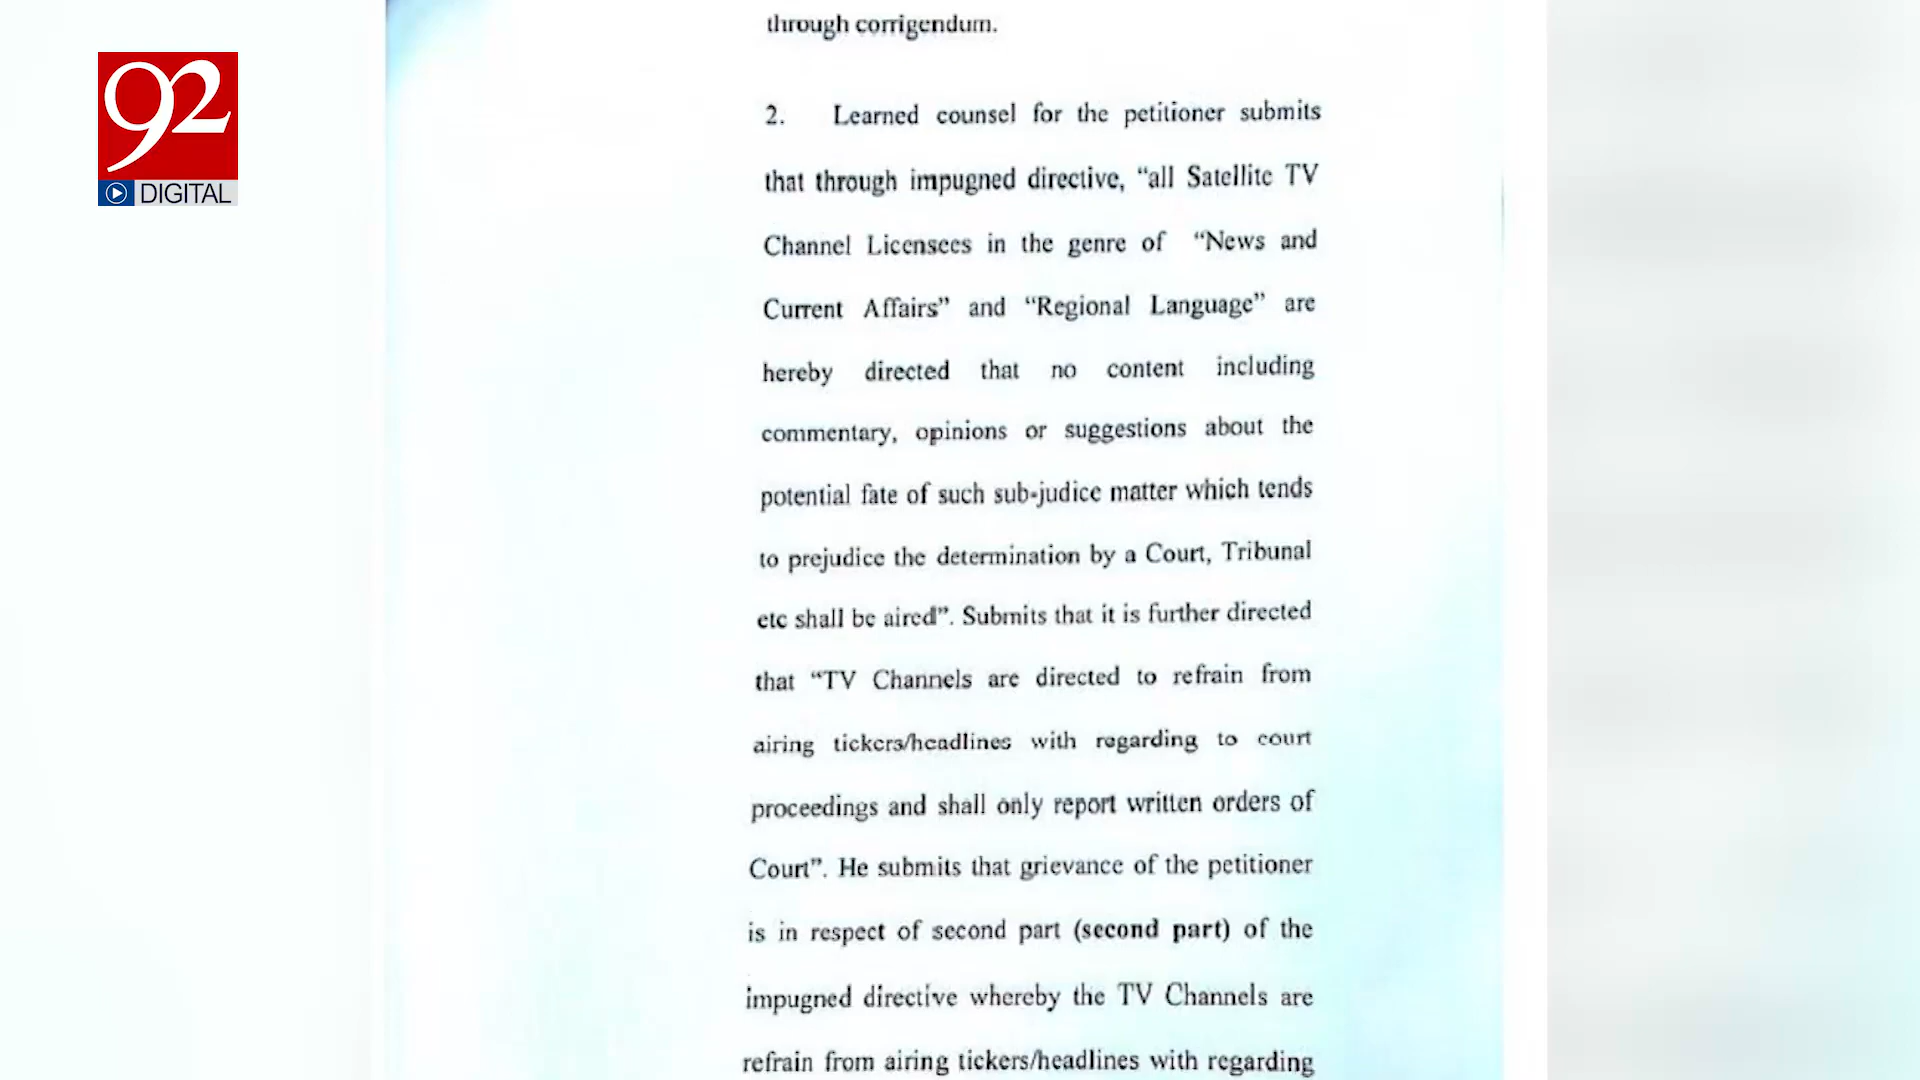 92
DIGITAL
through corrigendum.
2. Learned counsel for the petitioner submits
that through impugned directive, “all Satellite TV
Channel Licensees in the genre of “News and
Current Affairs” and “Regional Language” are
hereby directed that no content including
commentary, opinions or suggestions about the
potential fate of such sub-judice matter which tends
to prejudice the determination by a Court, Tribunal
etc shall be aired”. Submits that it is further directed
that “TV Channels are directed to refrain from
airing tickers/headlines with regarding to court
proceedings and shall only report written orders of
Court”. He submits that grievance of the petitioner
is in respect of second part (second part) of the
impugned directive whereby the TV Channels are
refrain from airing tickers/headlines with regarding